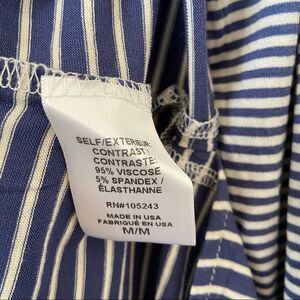 SELF/EXTERIEUR:
CONTRAST/
CONTRASTE:
95% VISCOSE
5% SPANDEX /
ÉLASTHANNE
RN#105243
MADE IN USA
FABRIQUÉ EN USA
M/M